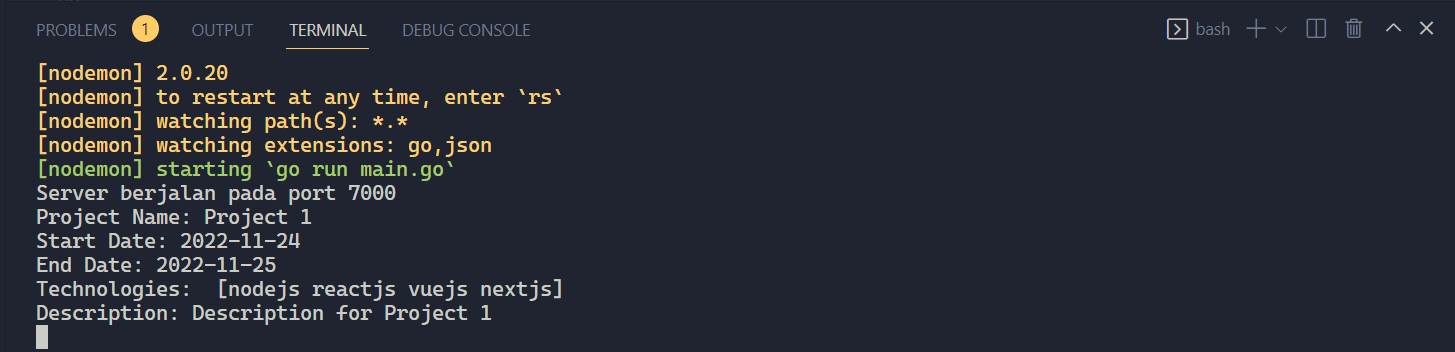 PROBLEMS 1 OUTPUT TERMINAL DEBUG CONSOLE bash
[nodemon] 2.0.20
[nodemon] to restart at any time, enter `rs`
[nodemon] watching path(s): *.*
[nodemon] watching extensions: go,json
[nodemon] starting `go run main.go`
Server berjalan pada port 7000
Project Name: Project 1
Start Date: 2022-11-24
End Date: 2022-11-25
Technologies:  [nodejs reactjs vuejs nextjs]
Description: Description for Project 1